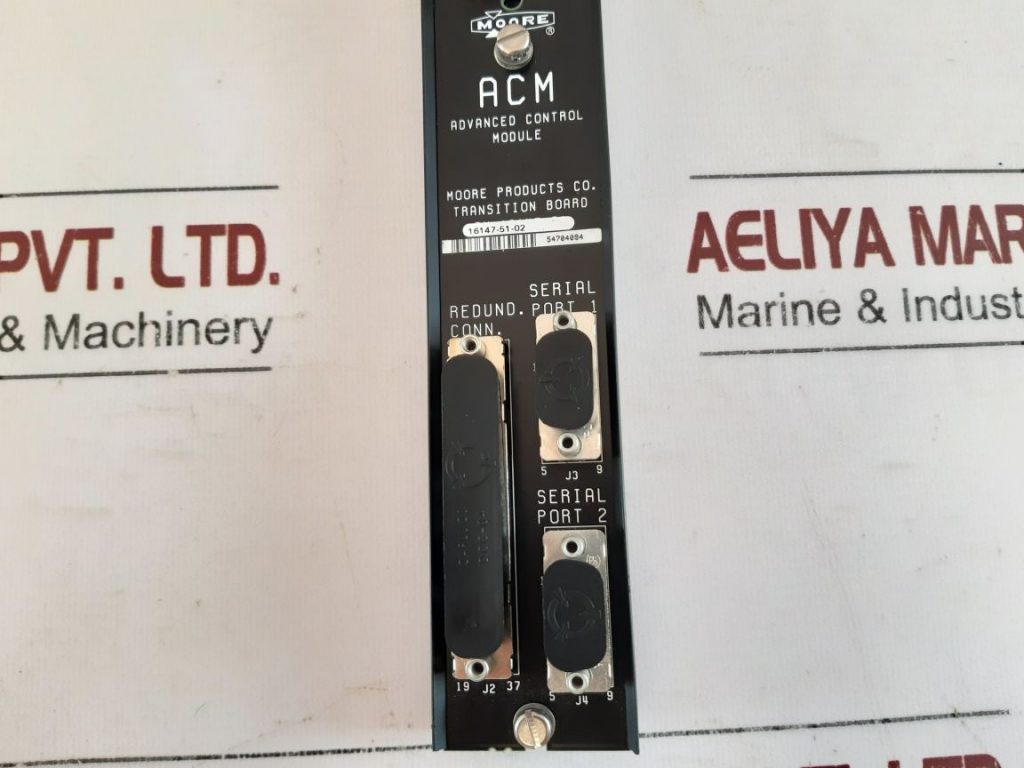 MOORE
®
ACM
ADVANCED CONTROL
MODULE
MOORE PRODUCTS CO.
TRANSITION BOARD
16147-51-02
54784094
SERIAL
PORT 1
REDUND.
CONN.
5 J3 9
SERIAL
PORT 2
19 J2 37
5 J4 9
PVT. LTD.
& Machinery
AELIYA MAR
Marine & Indust